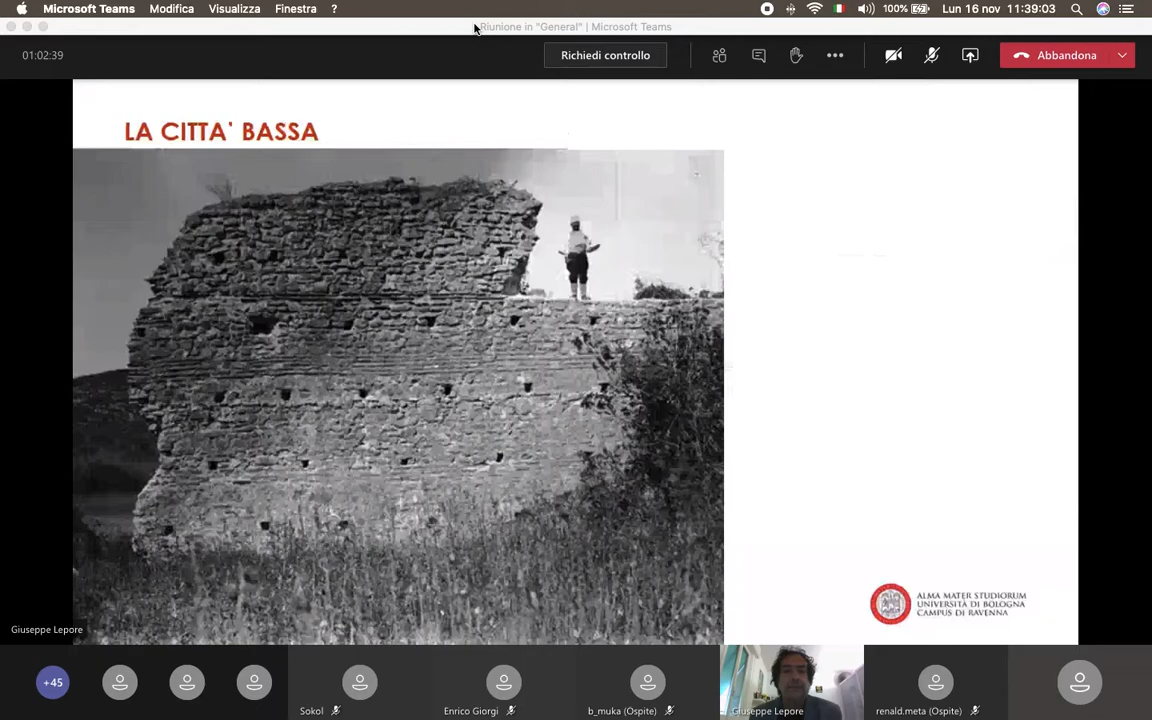 Microsoft Teams Modifica Visualizza Finestra ? 100% Lun 16 nov 11:39:03
Riunione in "General" | Microsoft Teams
01:02:39 Richiedi controllo Abbandona
LA CITTA' BASSA
ALMA MATER STUDIORUM
UNIVERSITÀ DI BOLOGNA
CAMPUS DI RAVENNA
Giuseppe Lepore
+45
Sokol Enrico Giorgi b_muka (Ospite) Giuseppe Lepore renald.meta (Ospite)